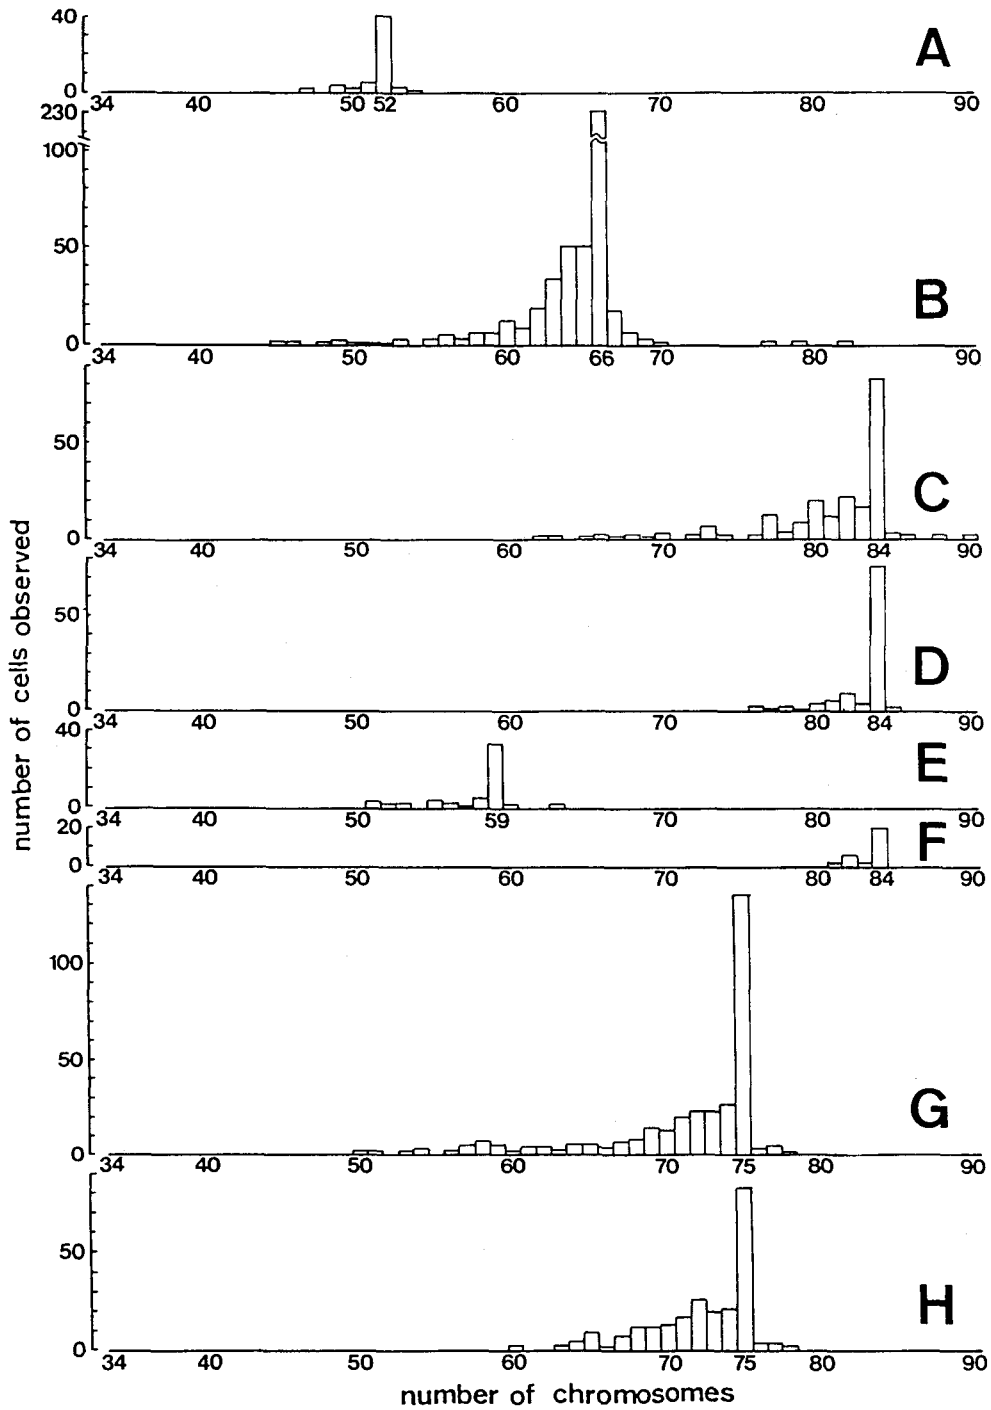 40
0
A
34 40 50 52 60 70 80 90
230
100
50
0
B
34 40 50 60 66 70 80 90
50
0
C
34 40 50 60 70 80 84 90
50
0
D
34 40 50 60 70 80 84 90
40
0
E
34 40 50 59 70 80 90
20
0
F
34 40 50 60 70 80 84 90
100
50
0
G
34 40 50 60 70 75 80 90
50
0
H
34 40 50 60 70 75 80 90
number of cells observed
number of chromosomes